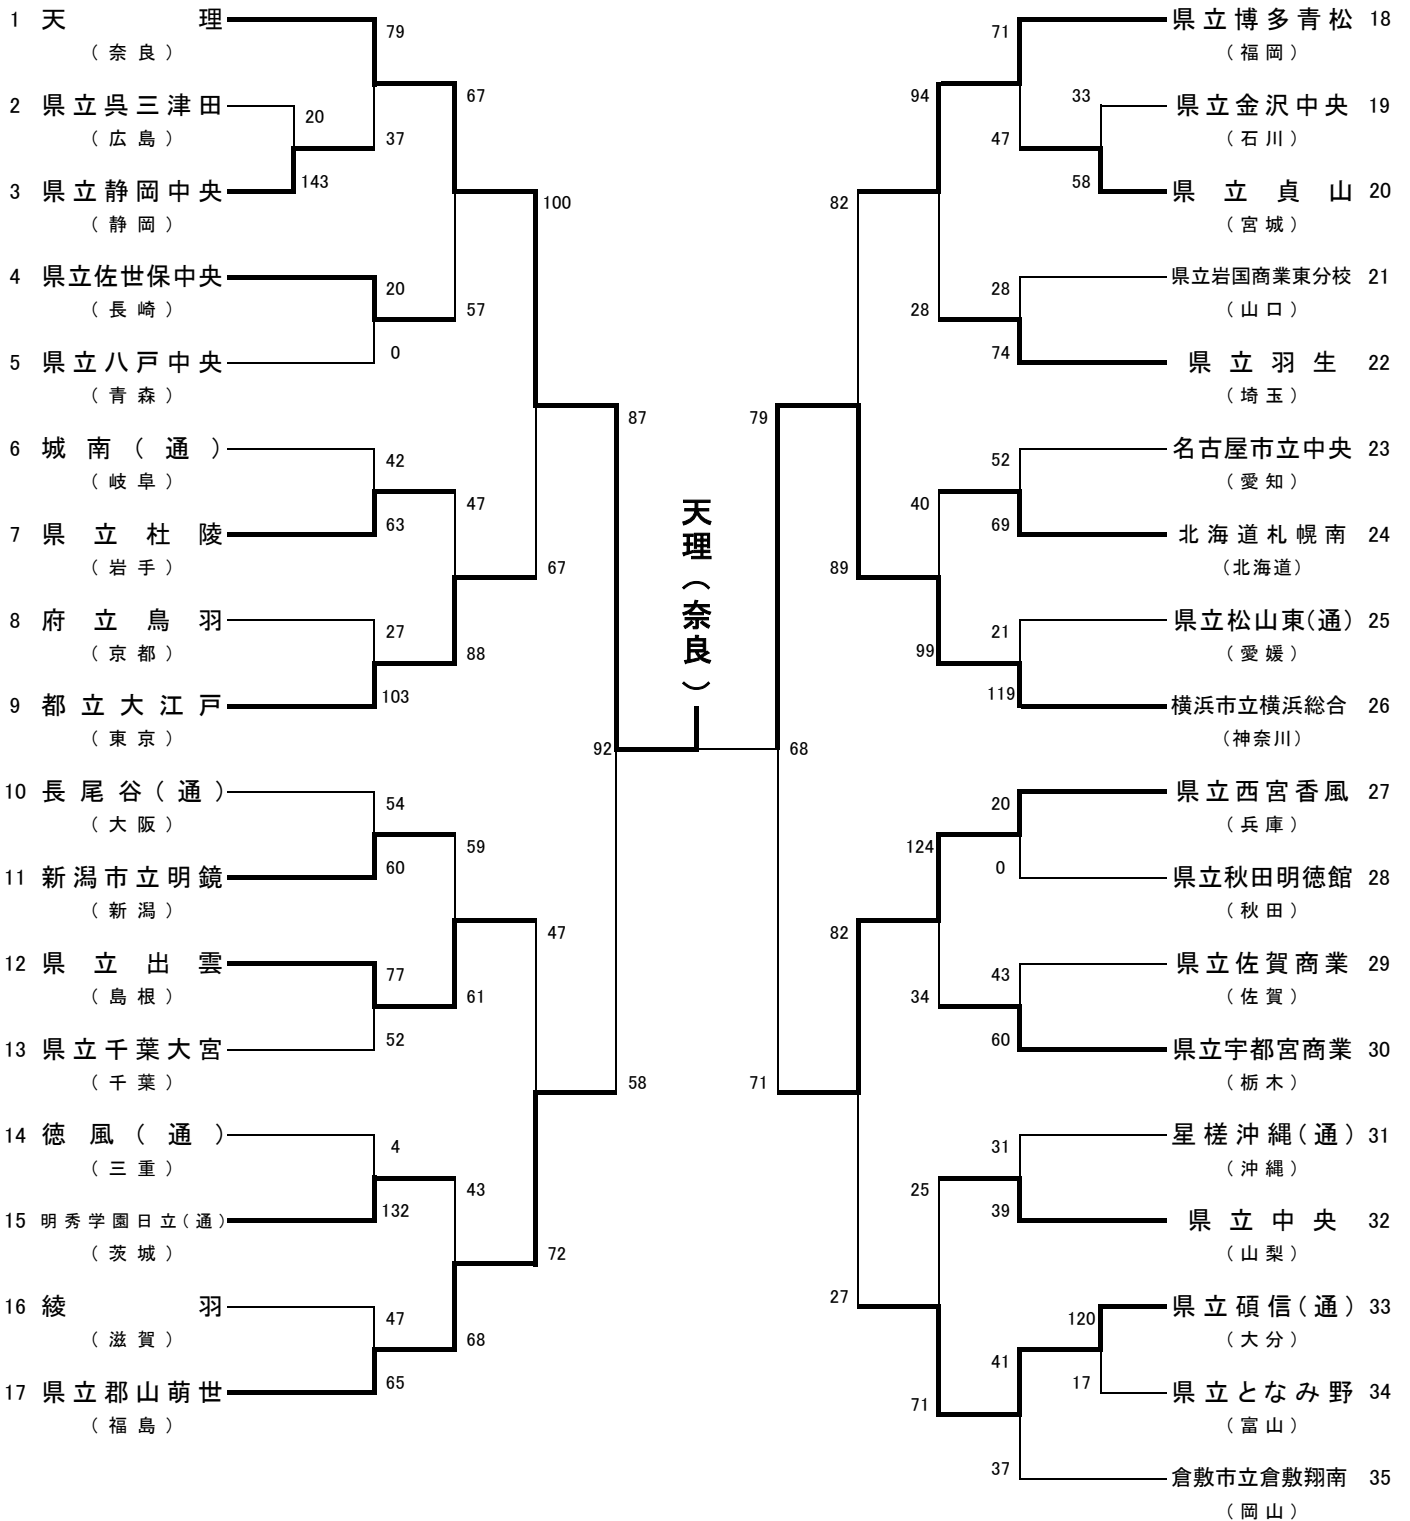 1 天理
（奈良）
2 県立呉三津田
（広島）
3 県立静岡中央
（静岡）
4 県立佐世保中央
（長崎）
5 県立八戸中央
（青森）
6 城南（通）
（岐阜）
7 県立杜陵
（岩手）
8 府立鳥羽
（京都）
9 都立大江戸
（東京）
10 長尾谷（通）
（大阪）
11 新潟市立明鏡
（新潟）
12 県立出雲
（島根）
13 県立千葉大宮
（千葉）
14 徳風（通）
（三重）
15 明秀学園日立（通）
（茨城）
16 綾羽
（滋賀）
17 県立郡山萌世
（福島）
79
20
37
143
67
20
57
0
100
42
47
63
67
27
88
103
87
54
59
60
47
77
61
52
4
43
132
72
47
68
65
92
58
天理（奈良）
68
79
71
82
89
82
27
94
28
40
99
124
34
25
71
71
33
47
58
28
74
52
69
21
119
20
0
43
60
31
39
120
41
17
37
県立博多青松 18
（福岡）
県立金沢中央 19
（石川）
県立貞山 20
（宮城）
県立岩国商業東分校 21
（山口）
県立羽生 22
（埼玉）
名古屋市立中央 23
（愛知）
北海道札幌南 24
（北海道）
県立松山東（通） 25
（愛媛）
横浜市立横浜総合 26
（神奈川）
県立西宮香風 27
（兵庫）
県立秋田明徳館 28
（秋田）
県立佐賀商業 29
（佐賀）
県立宇都宮商業 30
（栃木）
星槎沖縄（通） 31
（沖縄）
県立中央 32
（山梨）
県立碩信（通） 33
（大分）
県立となみ野 34
（富山）
倉敷市立倉敷翔南 35
（岡山）